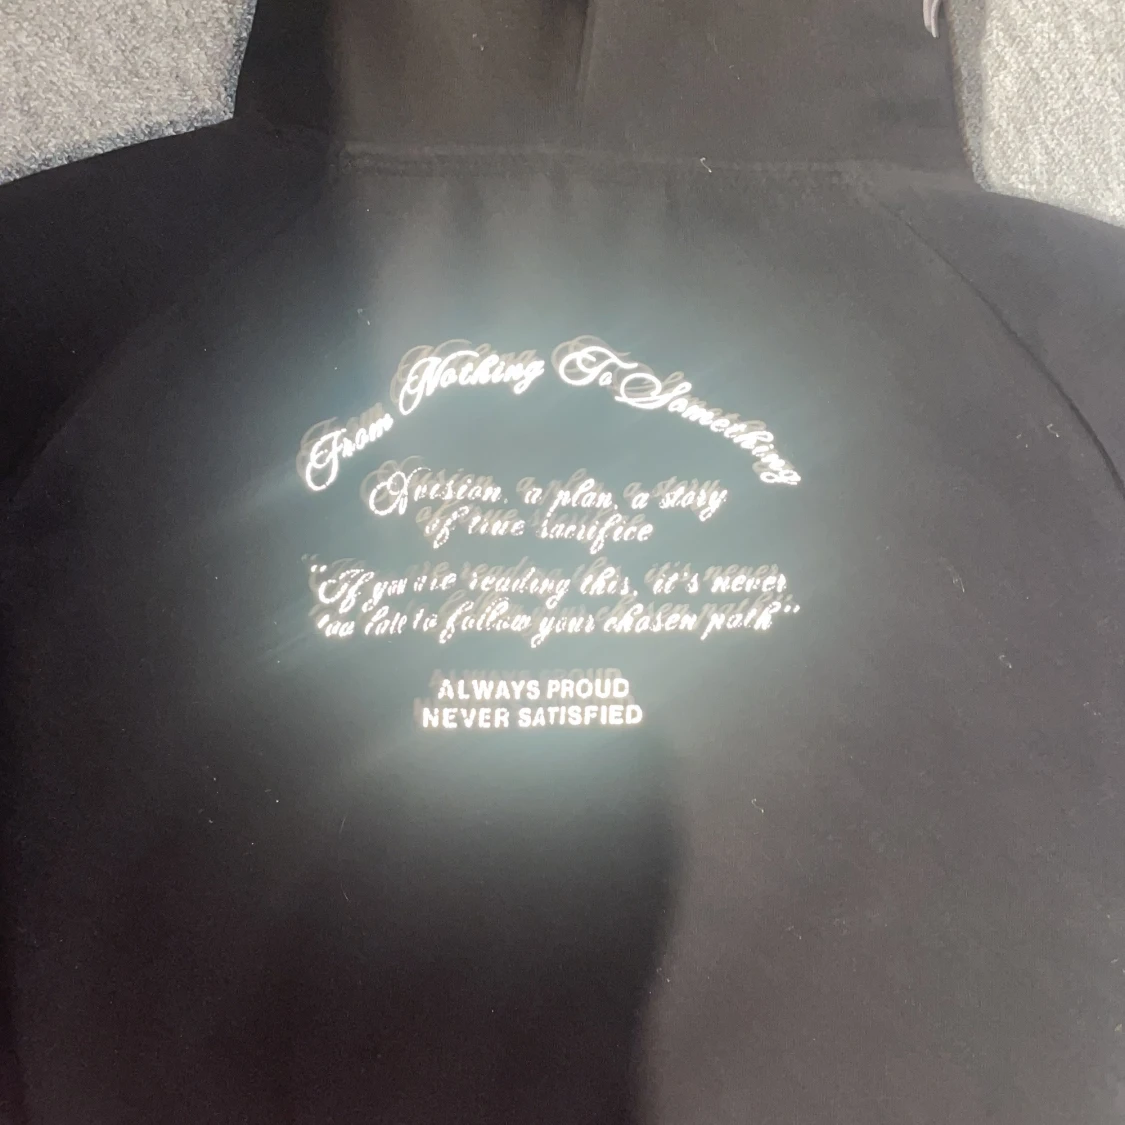 From Nothing To Something
A vision, a plan, a story
of true sacrifice
"If you are reading this, it's never
too late to follow your chosen path"
ALWAYS PROUD
NEVER SATISFIED